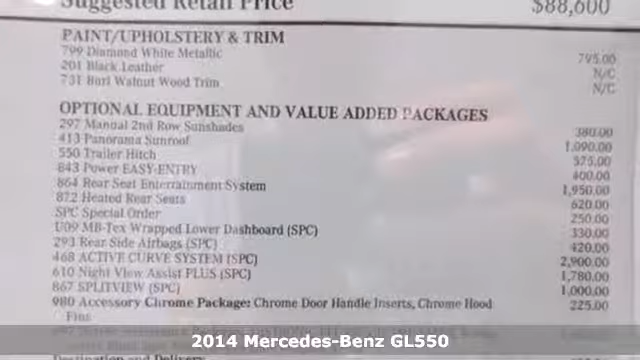 Suggested Retail Price $88,600
PAINT/UPHOLSTERY & TRIM
799 Diamond White Metallic 795.00
201 Black Leather N/C
731 Burl Walnut Wood Trim N/C
OPTIONAL EQUIPMENT AND VALUE ADDED PACKAGES
297 Manual 2nd Row Sunshades 380.00
413 Panorama Sunroof 1,090.00
550 Trailer Hitch 575.00
843 Power EASY-ENTRY 400.00
864 Rear Seat Entertainment System 1,950.00
872 Heated Rear Seats 620.00
SPC Special Order 250.00
U09 MB-Tex Wrapped Lower Dashboard (SPC) 330.00
293 Rear Side Airbags (SPC) 420.00
468 ACTIVE CURVE SYSTEM (SPC) 2,900.00
610 Night View Assist PLUS (SPC) 1,780.00
867 SPLITVIEW (SPC) 1,000.00
980 Accessory Chrome Package: Chrome Door Handle Inserts, Chrome Hood 225.00
Fins
2014 Mercedes-Benz GL550
Destination and Delivery